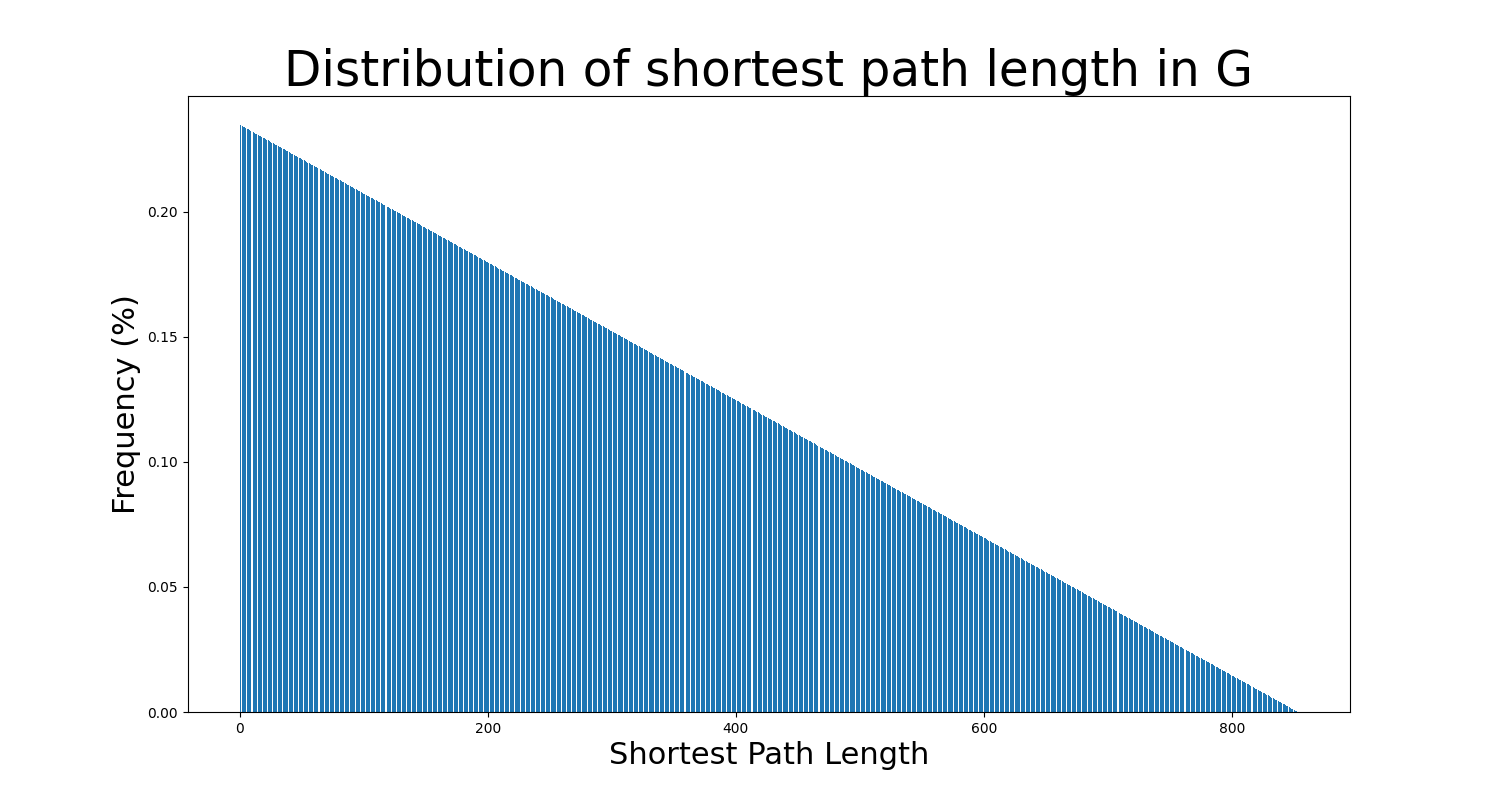 Distribution of shortest path length in G
Frequency (%)
0.20
0.15
0.10
0.05
0.00
0 200 400 600 800
Shortest Path Length